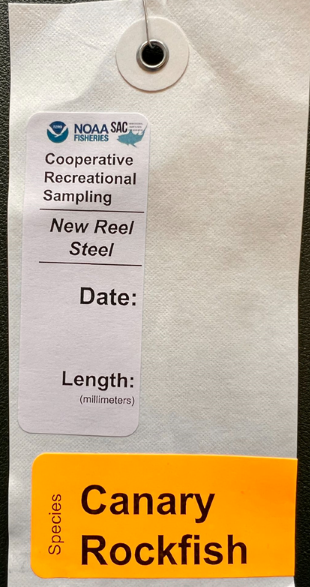 NOAA SAC
FISHERIES
Cooperative
Recreational
Sampling
New Reel
Steel
Date:
Length:
(millimeters)
Species
Canary
Rockfish